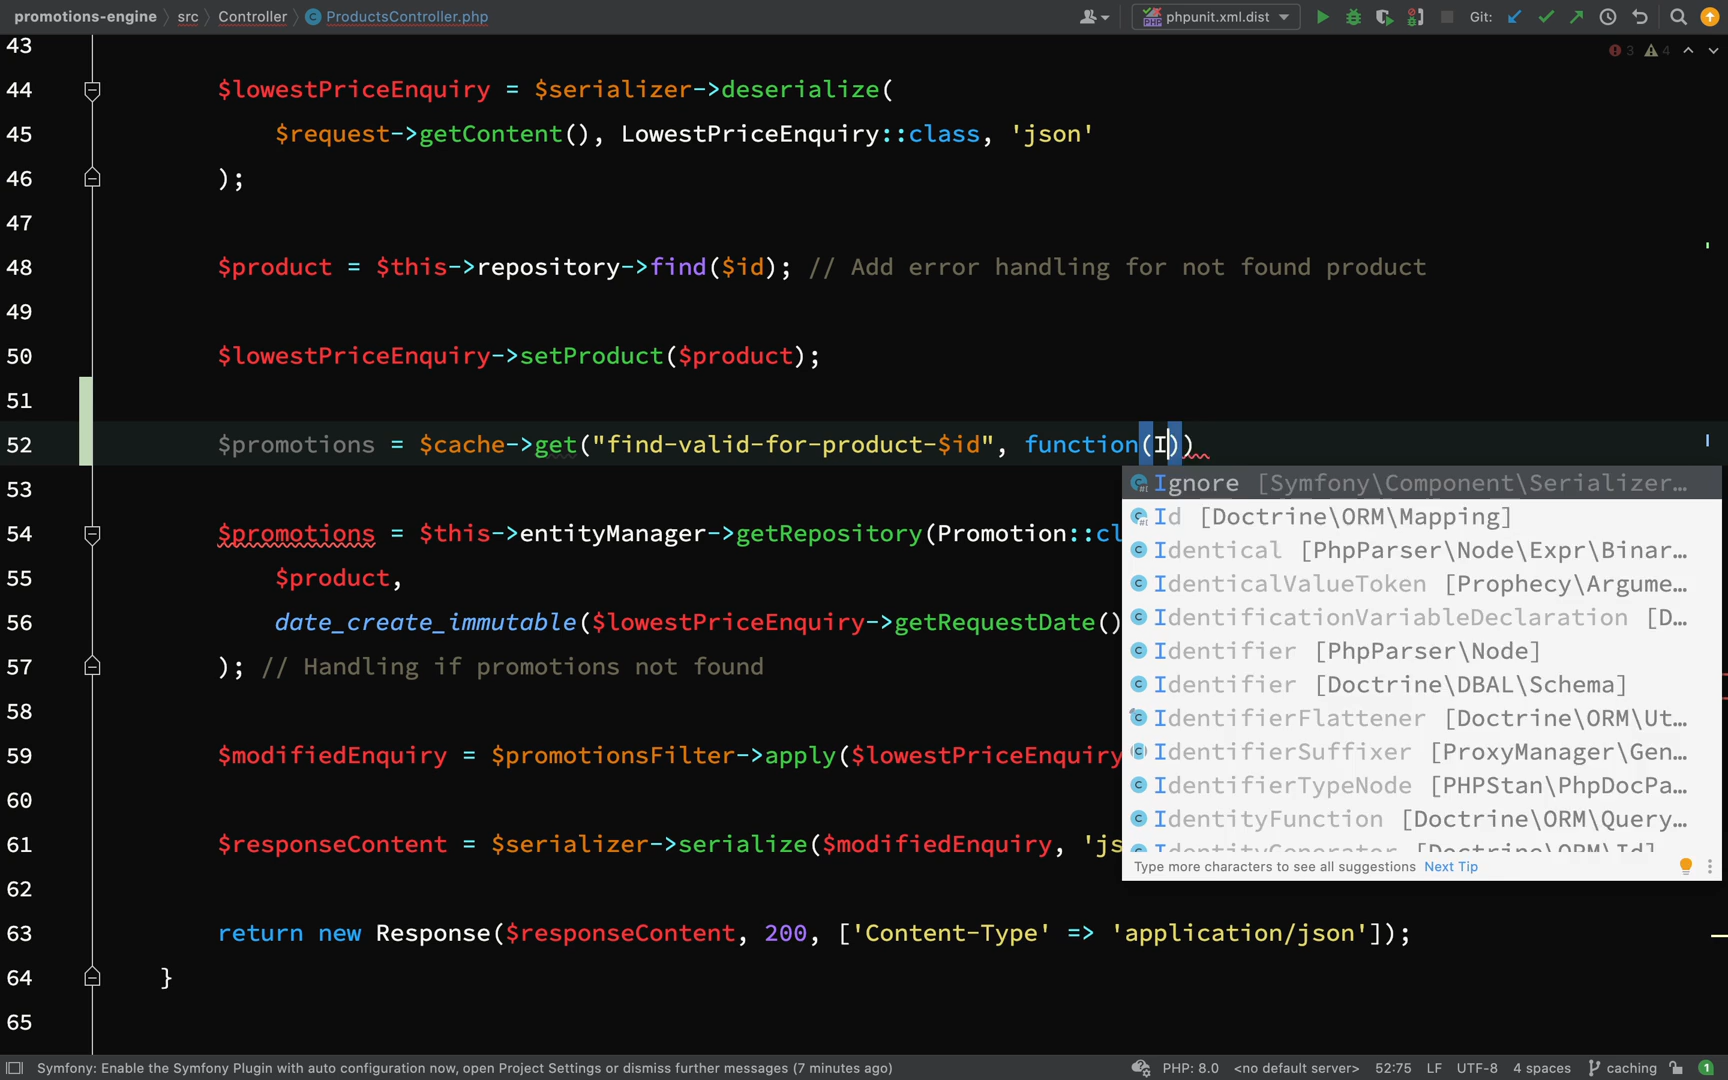 promotions-engine src Controller ProductsController.php phpunit.xml.dist Git:
3 4
43
44 $lowestPriceEnquiry = $serializer->deserialize(
45 $request->getContent(), LowestPriceEnquiry::class, 'json'
46 );
47
48 $product = $this->repository->find($id); // Add error handling for not found product
49
50 $lowestPriceEnquiry->setProduct($product);
51
52 $promotions = $cache->get("find-valid-for-product-$id", function(I))
53
54 $promotions = $this->entityManager->getRepository(Promotion::cl
55 $product,
56 date_create_immutable($lowestPriceEnquiry->getRequestDate()
57 ); // Handling if promotions not found
58
59 $modifiedEnquiry = $promotionsFilter->apply($lowestPriceEnquiry
60
61 $responseContent = $serializer->serialize($modifiedEnquiry, 'js
62
63 return new Response($responseContent, 200, ['Content-Type' => 'application/json']);
64 }
65
Ignore [Symfony\Component\Serializer…
Id [Doctrine\ORM\Mapping]
Identical [PhpParser\Node\Expr\Binar…
IdenticalValueToken [Prophecy\Argume…
IdentificationVariableDeclaration [D…
Identifier [PhpParser\Node]
Identifier [Doctrine\DBAL\Schema]
IdentifierFlattener [Doctrine\ORM\Ut…
IdentifierSuffixer [ProxyManager\Gen…
IdentifierTypeNode [PHPStan\PhpDocPa…
IdentityFunction [Doctrine\ORM\Query…
IdentityGenerator [Doctrine\ORM\Id]
Type more characters to see all suggestions Next Tip
Symfony: Enable the Symfony Plugin with auto configuration now, open Project Settings or dismiss further messages (7 minutes ago) PHP: 8.0 <no default server> 52:75 LF UTF-8 4 spaces caching 1